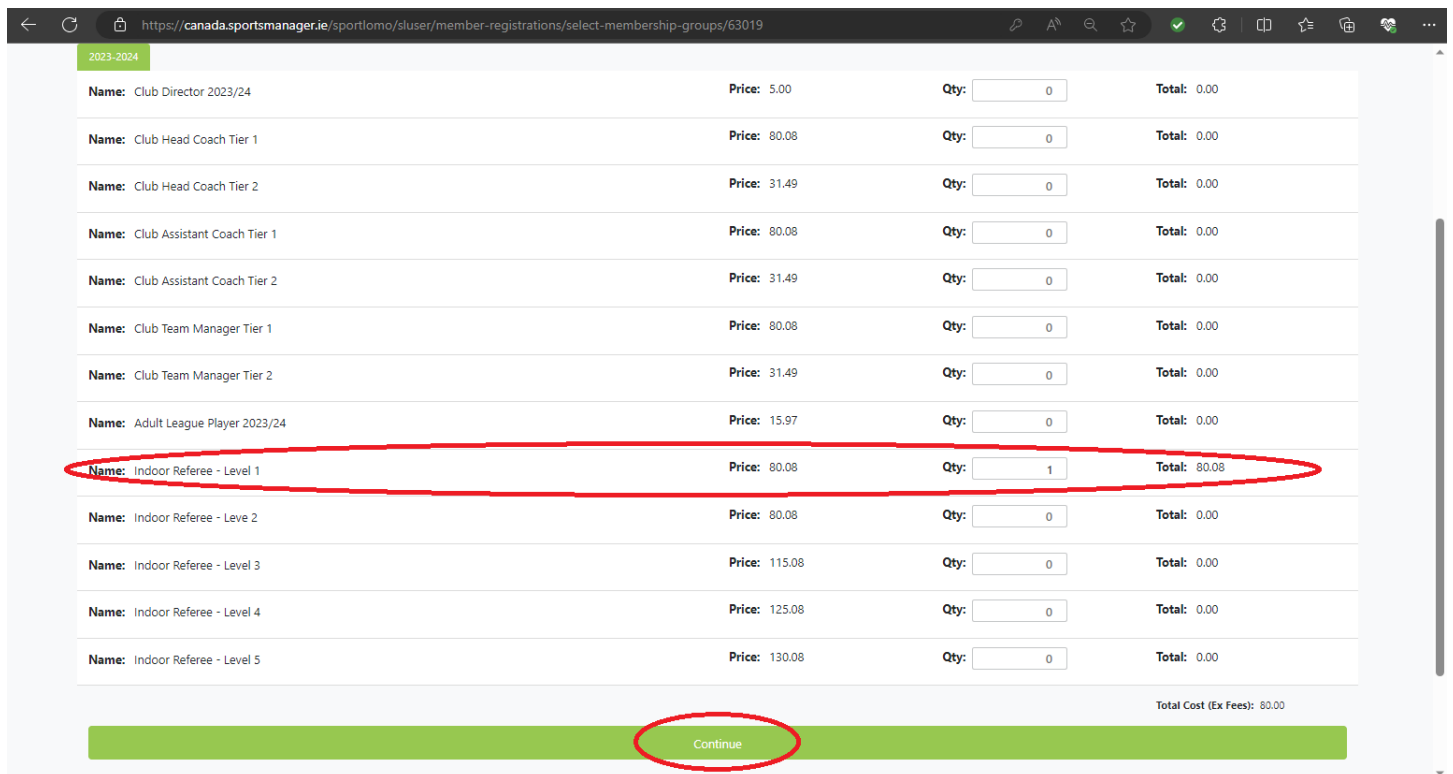 https://canada.sportsmanager.ie/sportlomo/sluser/member-registrations/select-membership-groups/63019
2023-2024
Name: Club Director 2023/24 Price: 5.00 Qty: 0 Total: 0.00
Name: Club Head Coach Tier 1 Price: 80.08 Qty: 0 Total: 0.00
Name: Club Head Coach Tier 2 Price: 31.49 Qty: 0 Total: 0.00
Name: Club Assistant Coach Tier 1 Price: 80.08 Qty: 0 Total: 0.00
Name: Club Assistant Coach Tier 2 Price: 31.49 Qty: 0 Total: 0.00
Name: Club Team Manager Tier 1 Price: 80.08 Qty: 0 Total: 0.00
Name: Club Team Manager Tier 2 Price: 31.49 Qty: 0 Total: 0.00
Name: Adult League Player 2023/24 Price: 15.97 Qty: 0 Total: 0.00
Name: Indoor Referee - Level 1 Price: 80.08 Qty: 1 Total: 80.08
Name: Indoor Referee - Leve 2 Price: 80.08 Qty: 0 Total: 0.00
Name: Indoor Referee - Level 3 Price: 115.08 Qty: 0 Total: 0.00
Name: Indoor Referee - Level 4 Price: 125.08 Qty: 0 Total: 0.00
Name: Indoor Referee - Level 5 Price: 130.08 Qty: 0 Total: 0.00
Total Cost (Ex Fees): 80.00
Continue